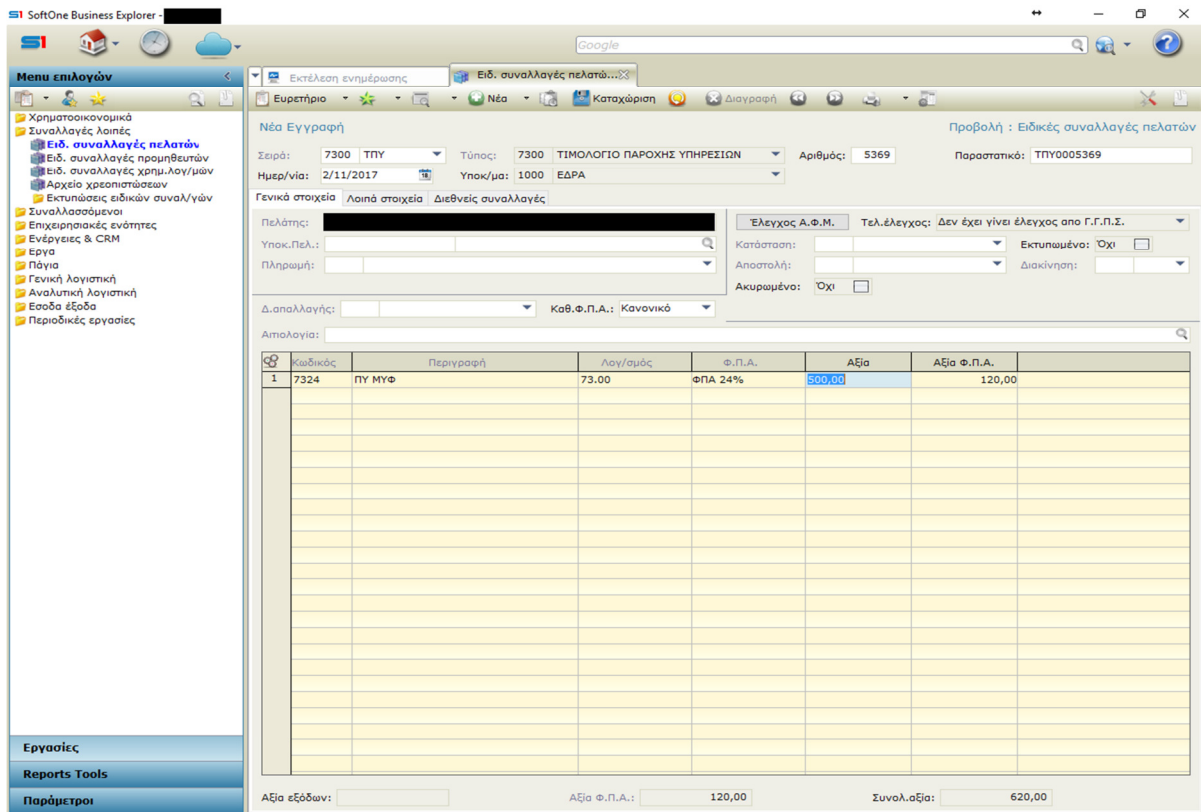 S1 SoftOne Business Explorer -
S1
Google
Menu επιλογών
Εκτέλεση ενημέρωσης
Ειδ. συναλλαγές πελατώ...
Ευρετήριο Νέα Καταχώριση Διαγραφή
Χρηματοοικονομικά
Συναλλαγές λοιπές
Ειδ. συναλλαγές πελατών
Ειδ. συναλλαγές προμηθευτών
Ειδ. συναλλαγές χρημ.λογ/μών
Αρχείο χρεοπιστώσεων
Εκτυπώσεις ειδικών συναλ/γών
Συναλλασσόμενοι
Επιχειρησιακές ενότητες
Ενέργειες & CRM
Εργα
Πάγια
Γενική λογιστική
Αναλυτική λογιστική
Εσοδα έξοδα
Περιοδικές εργασίες
Εργασίες
Reports Tools
Παράμετροι
Νέα Εγγραφή
Προβολή : Ειδικές συναλλαγές πελατών
Σειρά: 7300 ΤΠΥ Τύπος: 7300 ΤΙΜΟΛΟΓΙΟ ΠΑΡΟΧΗΣ ΥΠΗΡΕΣΙΩΝ Αριθμός: 5369 Παραστατικό: ΤΠΥ0005369
Ημερ/νία: 2/11/2017 18 Υποκ/μα: 1000 ΕΔΡΑ
Γενικά στοιχεία Λοιπά στοιχεία Διεθνείς συναλλαγές
Πελάτης: Έλεγχος Α.Φ.Μ. Τελ.έλεγχος: Δεν έχει γίνει έλεγχος απο Γ.Γ.Π.Σ.
Υποκ.Πελ.: Κατάσταση: Εκτυπωμένο: Όχι
Πληρωμή: Αποστολή: Διακίνηση:
Ακυρωμένο: Όχι
Δ.απαλλαγής: Καθ.Φ.Π.Α.: Κανονικό
Αιτιολογία:
Κωδικός Περιγραφή Λογ/σμός Φ.Π.Α. Αξία Αξία Φ.Π.Α.
1 7324 ΠΥ ΜΥΦ 73.00 ΦΠΑ 24% 500,00 120,00
Αξία εξόδων: Αξία Φ.Π.Α.: 120,00 Συνολ.αξία: 620,00